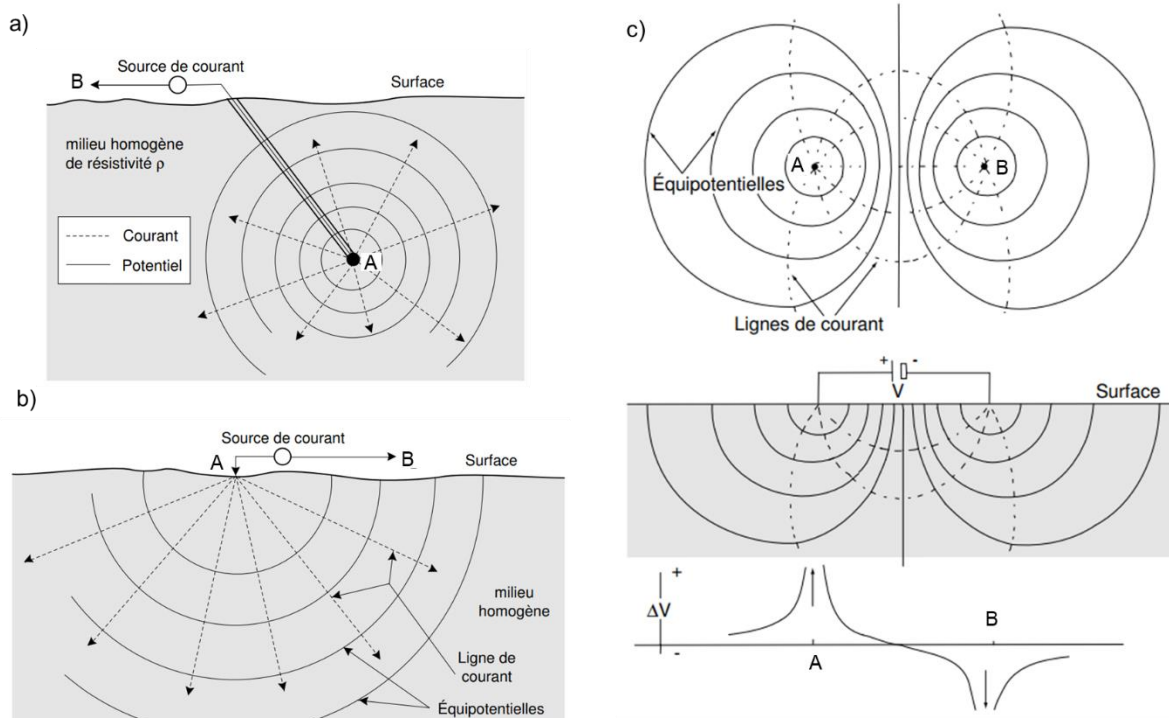 a)
Source de courant
B
Surface
milieu homogène
de résistivité ρ
Courant
Potentiel
A
b)
Source de courant
A
B
Surface
milieu
homogène
Ligne de
courant
Équipotentielles
c)
A
B
Équipotentielles
Lignes de courant
+ -
V
Surface
+
ΔV
-
A
B